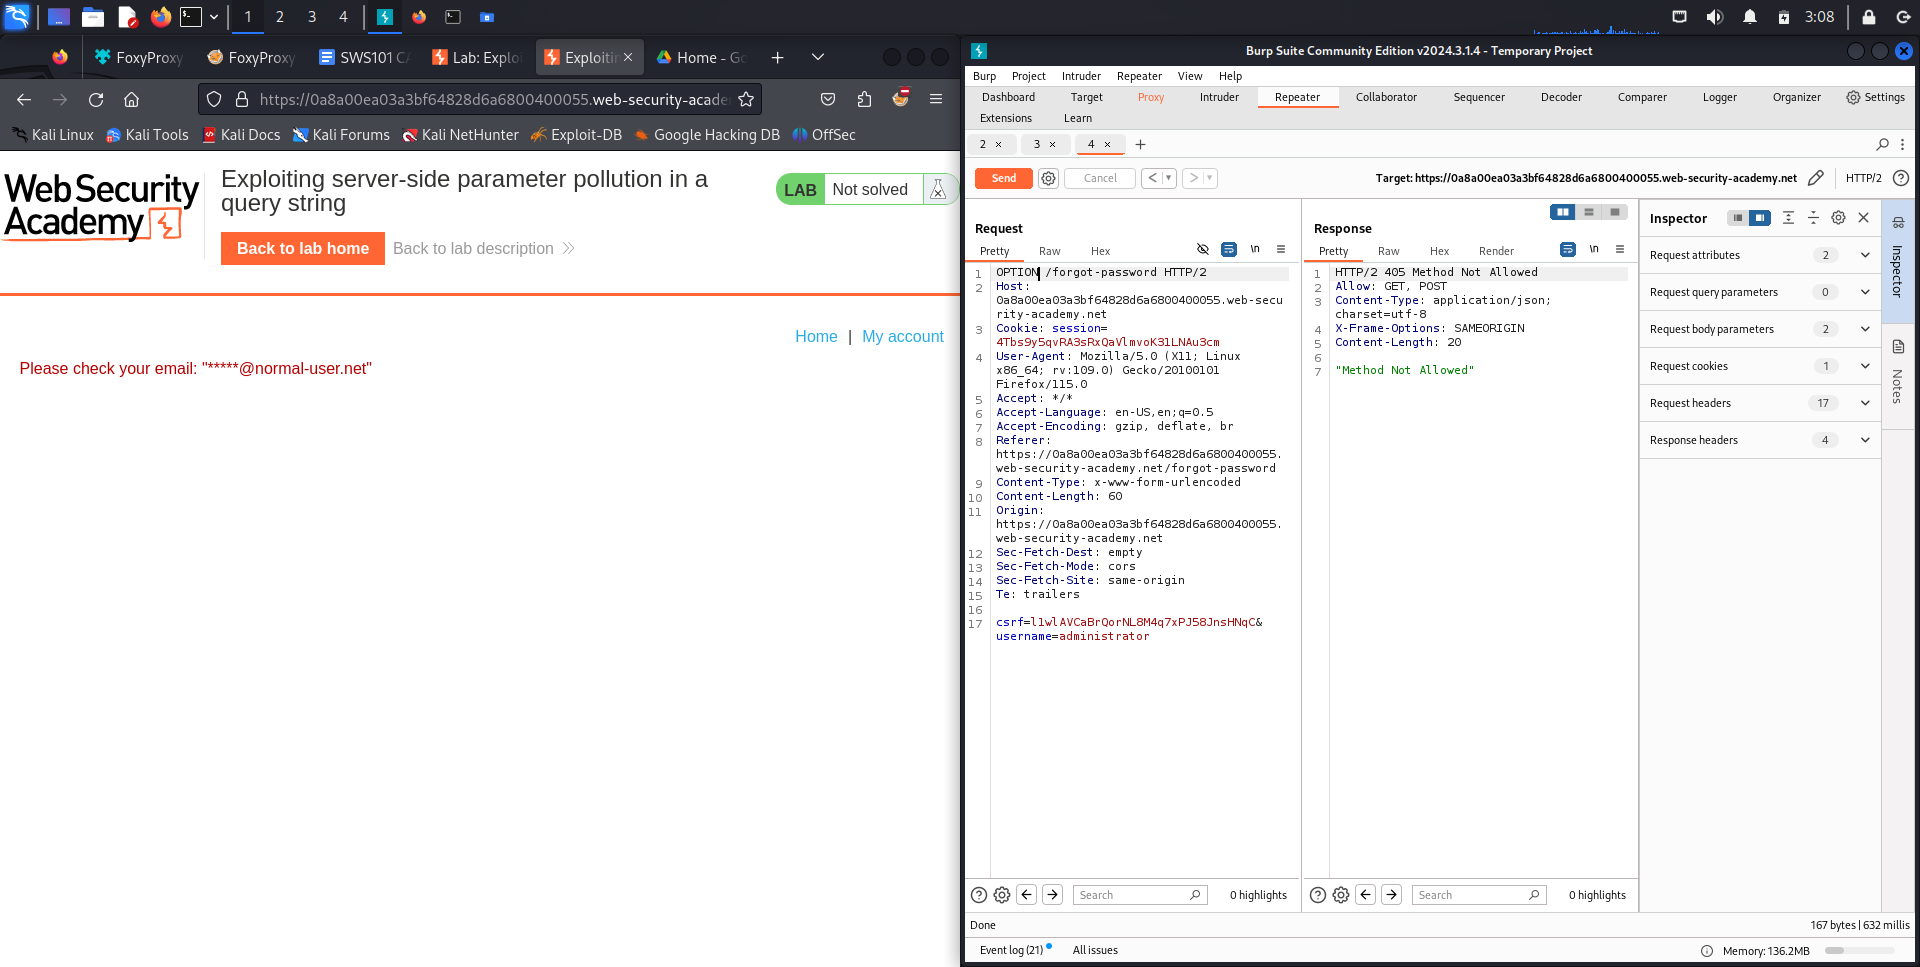 1
2
3
4
3:08
FoxyProxy
FoxyProxy
SWS101 CA
Lab: Exploi
Exploitin
Home - Go
https://0a8a00ea03a3bf64828d6a6800400055.web-security-acade
Kali Linux
Kali Tools
Kali Docs
Kali Forums
Kali NetHunter
Exploit-DB
Google Hacking DB
OffSec
Web Security
Academy
Exploiting server-side parameter pollution in a
query string
LAB
Not solved
Back to lab home
Back to lab description
Home | My account
Please check your email: "*****@normal-user.net"
Burp Suite Community Edition v2024.3.1.4 - Temporary Project
Burp Project Intruder Repeater View Help
Dashboard Target Proxy Intruder Repeater Collaborator Sequencer Decoder Comparer Logger Organizer Settings
Extensions Learn
2 × 3 × 4 × +
Send
Cancel
Target: https://0a8a00ea03a3bf64828d6a6800400055.web-security-academy.net
HTTP/2
Request
Pretty Raw Hex
\n
1 OPTION /forgot-password HTTP/2
2 Host:
0a8a00ea03a3bf64828d6a6800400055.web-secu
rity-academy.net
3 Cookie: session=
4Tbs9y5qvRA3sRxQaVlmvoK31LNAu3cm
4 User-Agent: Mozilla/5.0 (X11; Linux
x86_64; rv:109.0) Gecko/20100101
Firefox/115.0
5 Accept: */*
6 Accept-Language: en-US,en;q=0.5
7 Accept-Encoding: gzip, deflate, br
8 Referer:
https://0a8a00ea03a3bf64828d6a6800400055.
web-security-academy.net/forgot-password
9 Content-Type: x-www-form-urlencoded
10 Content-Length: 60
11 Origin:
https://0a8a00ea03a3bf64828d6a6800400055.
web-security-academy.net
12 Sec-Fetch-Dest: empty
13 Sec-Fetch-Mode: cors
14 Sec-Fetch-Site: same-origin
15 Te: trailers
16
17 csrf=l1wlAVCaBrQorNL8M4q7xPJ58JnsHNqC&
username=administrator
Search
0 highlights
Response
Pretty Raw Hex Render
\n
1 HTTP/2 405 Method Not Allowed
2 Allow: GET, POST
3 Content-Type: application/json;
charset=utf-8
4 X-Frame-Options: SAMEORIGIN
5 Content-Length: 20
6
7 "Method Not Allowed"
Search
0 highlights
Inspector
Request attributes 2
Request query parameters 0
Request body parameters 2
Request cookies 1
Request headers 17
Response headers 4
Inspector
Notes
Done
167 bytes | 632 millis
Event log (21)
All issues
Memory: 136.2MB